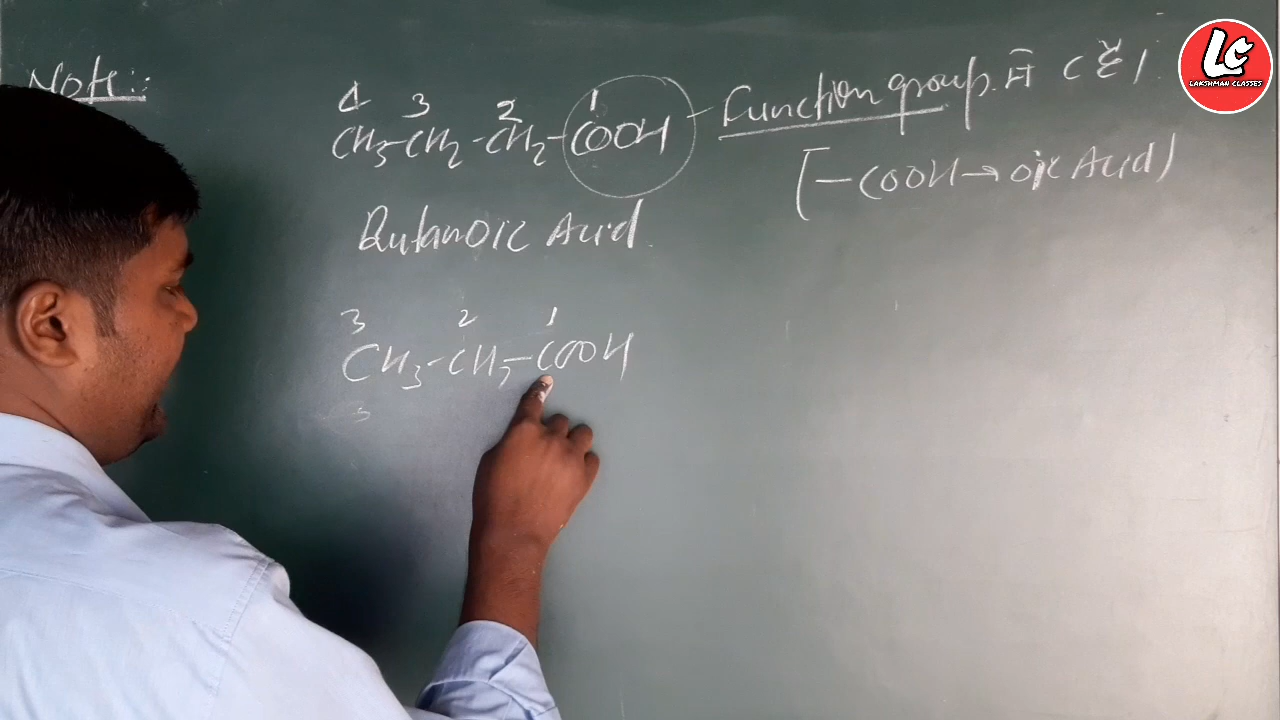 Note:-
4 3 2 1
CH3-CH2-CH2-COOH - Function group में C है।
[-COOH→oic Acid)
Butanoic Acid.
3 2 1
CH3-CH2-COOH
LC
LAKSHMAN CLASSES